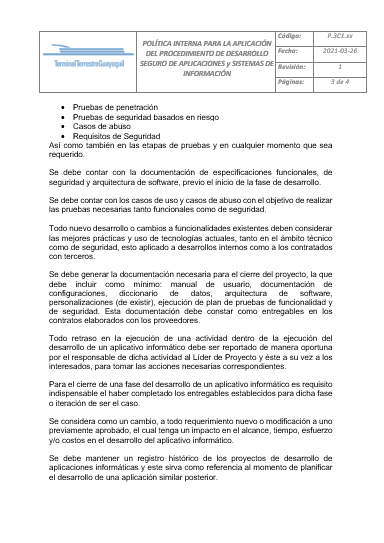 TerminalTerrestreGuayaquil
POLÍTICA INTERNA PARA LA APLICACIÓN
DEL PROCEDIMIENTO DE DESARROLLO
SEGURO DE APLICACIONES y SISTEMAS DE
INFORMACIÓN
Código: P.3C1.xx
Fecha: 2021-03-26
Revisión: 1
Páginas: 3 de 4
• Pruebas de penetración
• Pruebas de seguridad basados en riesgo
• Casos de abuso
• Requisitos de Seguridad
Así como también en las etapas de pruebas y en cualquier momento que sea
requerido.
Se debe contar con la documentación de especificaciones funcionales, de
seguridad y arquitectura de software, previo el inicio de la fase de desarrollo.
Se debe contar con los casos de uso y casos de abuso con el objetivo de realizar
las pruebas necesarias tanto funcionales como de seguridad.
Todo nuevo desarrollo o cambios a funcionalidades existentes deben considerar
las mejores prácticas y uso de tecnologías actuales, tanto en el ámbito técnico
como de seguridad, esto aplicado a desarrollos internos como a los contratados
con terceros.
Se debe generar la documentación necesaria para el cierre del proyecto, la que
debe incluir como mínimo: manual de usuario, documentación de
configuraciones, diccionario de datos, arquitectura de software,
personalizaciones (de existir), ejecución de plan de pruebas de funcionalidad y
de seguridad. Esta documentación debe constar como entregables en los
contratos elaborados con los proveedores.
Todo retraso en la ejecución de una actividad dentro de la ejecución del
desarrollo de un aplicativo informático debe ser reportado de manera oportuna
por el responsable de dicha actividad al Líder de Proyecto y éste a su vez a los
interesados, para tomar las acciones necesarias correspondientes.
Para el cierre de una fase del desarrollo de un aplicativo informático es requisito
indispensable el haber completado los entregables establecidos para dicha fase
o iteración de ser el caso.
Se considera como un cambio, a todo requerimiento nuevo o modificación a uno
previamente aprobado, el cual tenga un impacto en el alcance, tiempo, esfuerzo
y/o costos en el desarrollo del aplicativo informático.
Se debe mantener un registro histórico de los proyectos de desarrollo de
aplicaciones informáticas y este sirva como referencia al momento de planificar
el desarrollo de una aplicación similar posterior.